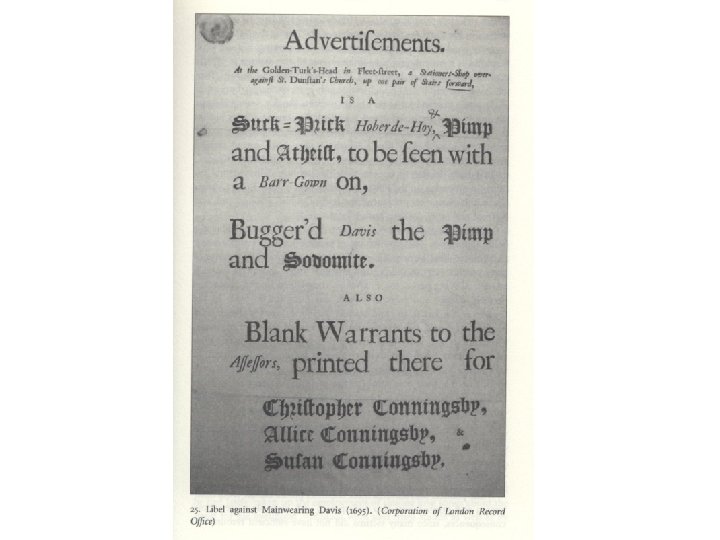 Advertiſements.
At the Golden-Turk's-Head in Fleet-ſtreet, a Stationers-Shop over-
againſt St. Dunſtan's Church, up one pair of Stairs forward,
IS A
Suck=Prick Hoberde-Hoy, & Pimp
and Atheiſt, to be ſeen with
a Barr-Gown on,
Bugger'd Davis the Pimp
and Sodomite.
ALSO
Blank Warrants to the
Aſſeſſors, printed there for
Chriſtopher Conningsby,
Allice Conningsby, &
Suſan Conningsby.
25. Libel against Mainwearing Davis (1695). (Corporation of London Record
Office)